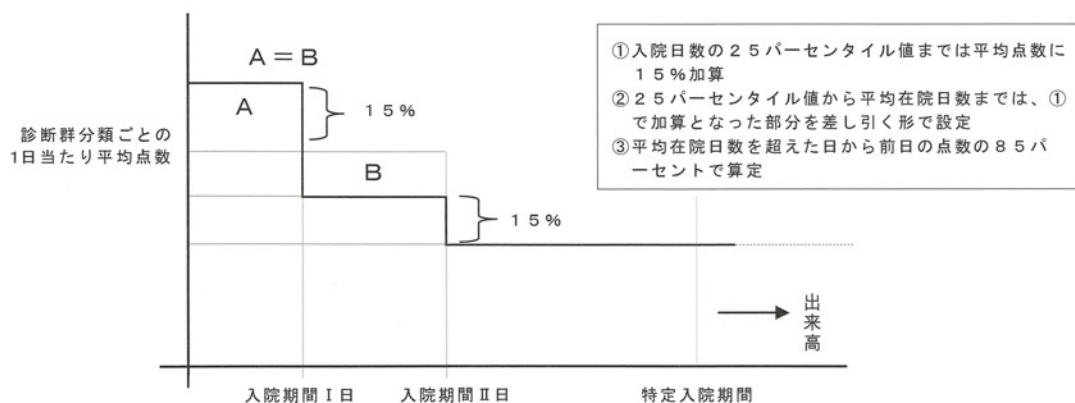 A＝B
A
１５％
診断群分類ごとの
1日当たり平均点数
B
１５％
①入院日数の２５パーセンタイル値までは平均点数に
１５％加算
②２５パーセンタイル値から平均在院日数までは、①
で加算となった部分を差し引く形で設定
③平均在院日数を超えた日から前日の点数の８５パ
ーセントで算定
出来高
入院期間Ⅰ日
入院期間Ⅱ日
特定入院期間